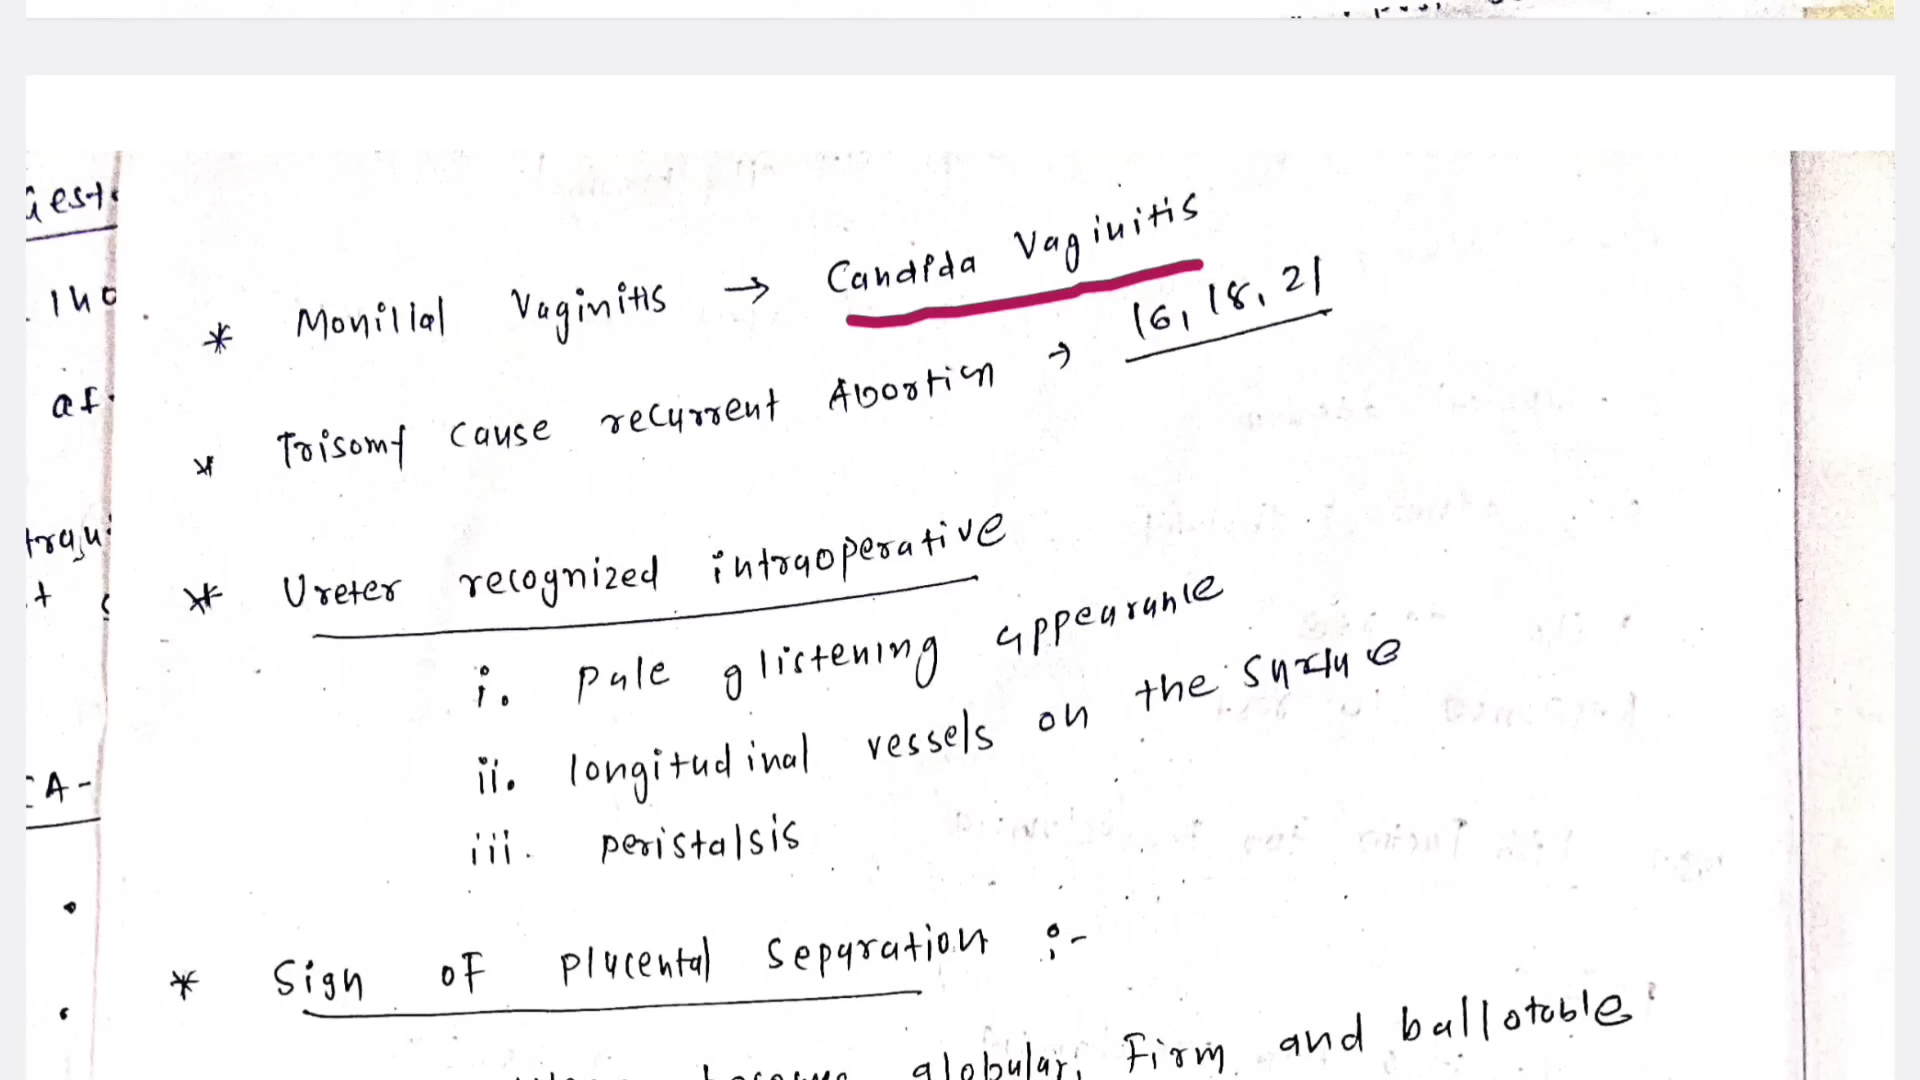 * Monilial Vaginitis → Candida Vaginitis
* Trisomy cause recurrent Abortion → 16, 18, 21
* Ureter recognized intraoperative
i. Pale glistening appearance
ii. longitudinal vessels on the surface
iii. peristalsis
* Sign of placental separation :-
globular, Firm and ballotable